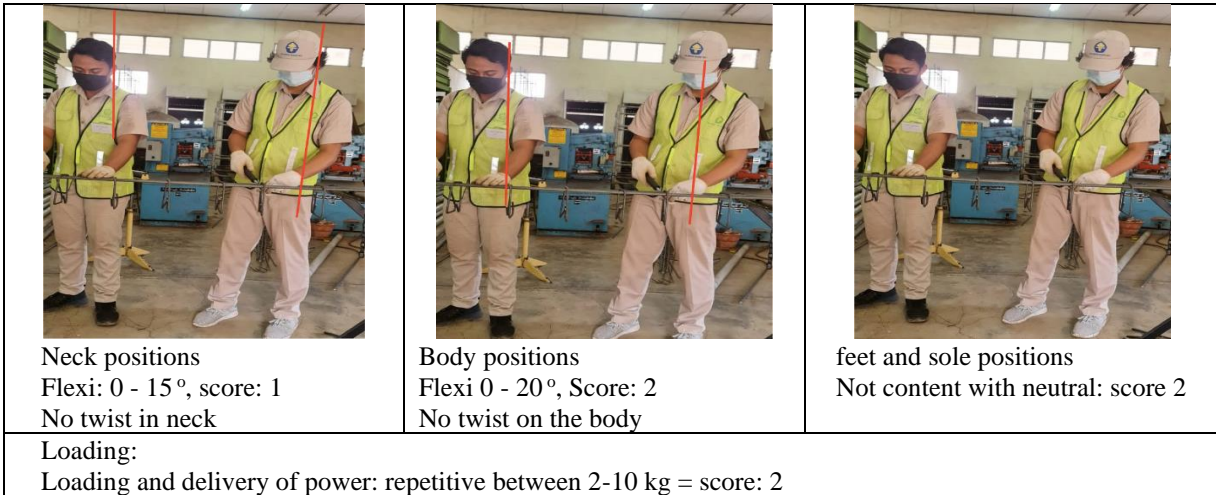 Neck positions
Flexi: 0 - 15 º, score: 1
No twist in neck
Body positions
Flexi 0 - 20 º, Score: 2
No twist on the body
feet and sole positions
Not content with neutral: score 2
Loading:
Loading and delivery of power: repetitive between 2-10 kg = score: 2